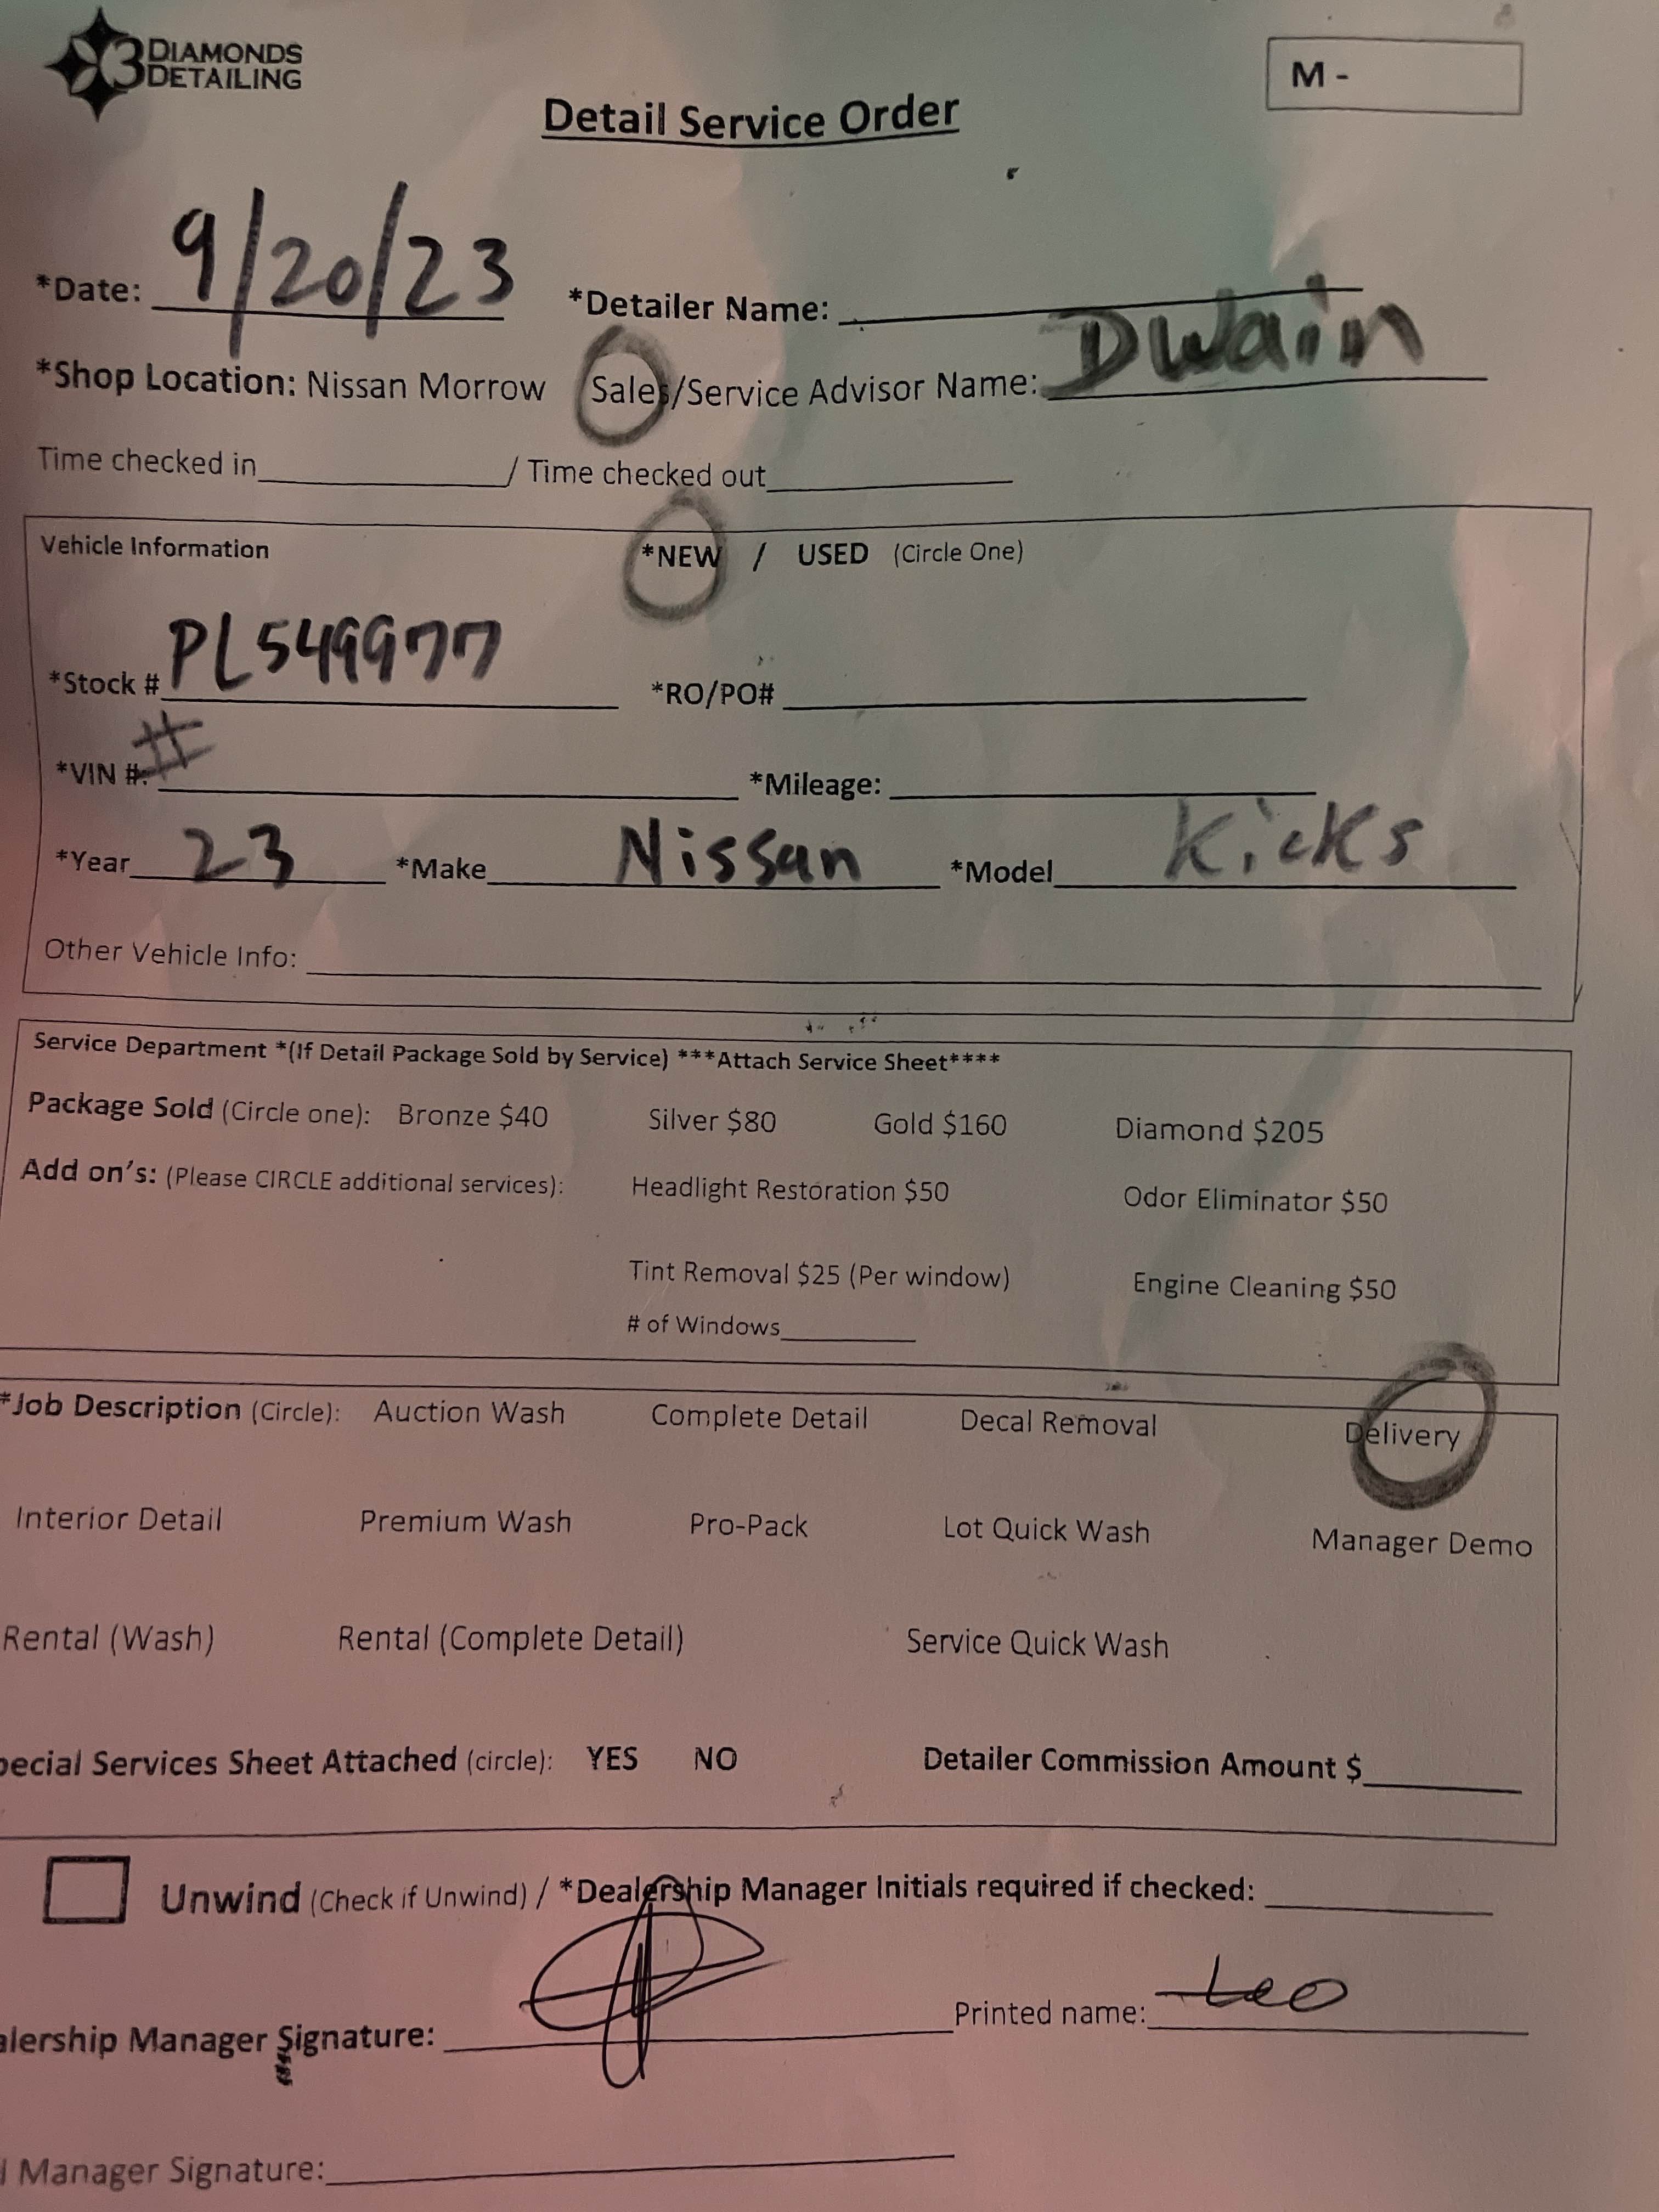 3 DIAMONDS
DETAILING
M -
Detail Service Order
*Date: 9/20/23 *Detailer Name:
*Shop Location: Nissan Morrow Sales/Service Advisor Name: Dwain
Time checked in / Time checked out
Vehicle Information *NEW / USED (Circle One)
*Stock # PL549977 *RO/PO#
*VIN #: # *Mileage:
*Year 23 *Make Nissan *Model Kicks
Other Vehicle Info:
Service Department *(If Detail Package Sold by Service) ***Attach Service Sheet****
Package Sold (Circle one): Bronze $40 Silver $80 Gold $160 Diamond $205
Add on's: (Please CIRCLE additional services): Headlight Restoration $50 Odor Eliminator $50
Tint Removal $25 (Per window) Engine Cleaning $50
# of Windows
*Job Description (Circle): Auction Wash Complete Detail Decal Removal Delivery
Interior Detail Premium Wash Pro-Pack Lot Quick Wash Manager Demo
Rental (Wash) Rental (Complete Detail) Service Quick Wash
pecial Services Sheet Attached (circle): YES NO Detailer Commission Amount $
Unwind (Check if Unwind) / *Dealership Manager Initials required if checked:
alership Manager Signature: Printed name: Leo
l Manager Signature: